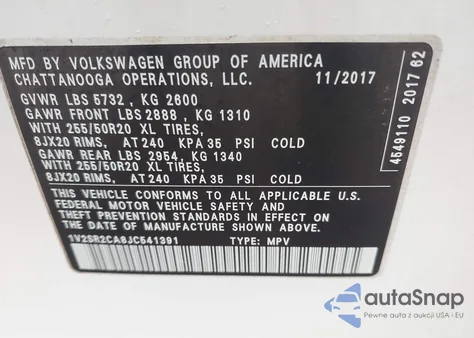 MFD BY VOLKSWAGEN GROUP OF AMERICA
CHATTANOOGA OPERATIONS, LLC. 11/2017
GVWR LBS 5732 , KG 2600
GAWR FRONT LBS 2888 , KG 1310
WITH 255/50R20 XL TIRES,
8JX20 RIMS, AT 240 KPA 35 PSI COLD
GAWR REAR LBS 2954, KG 1340
WITH 255/50R20 XL TIRES,
8JX20 RIMS, AT 240 KPA 35 PSI COLD
THIS VEHICLE CONFORMS TO ALL APPLICABLE U.S.
FEDERAL MOTOR VEHICLE SAFETY, BUMPER, AND
THEFT PREVENTION STANDARDS IN EFFECT ON
THE DATE OF MANUFACTURE SHOWN ABOVE.
1V2SR2CA8JC541391 TYPE: MPV
4549110 2017 62
autoSnap
Pewne auta z aukcji USA i EU